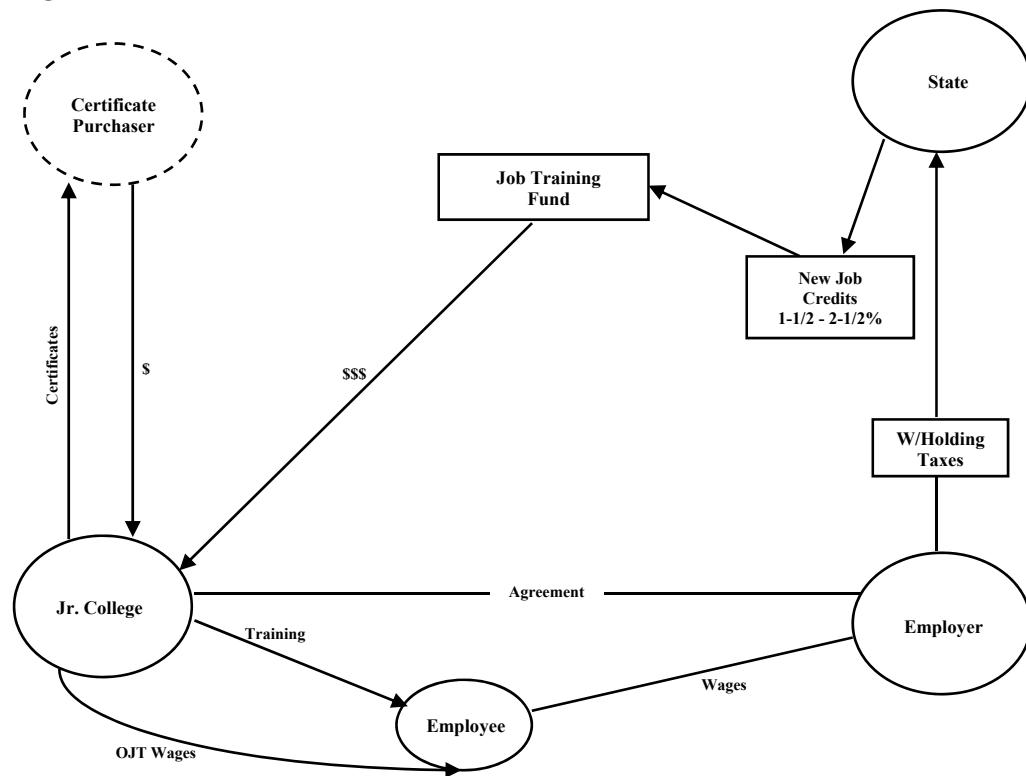 State
Certificate
Purchaser
Job Training
Fund
New Job
Credits
1-1/2 - 2-1/2%
Certificates
$
$$$
W/Holding
Taxes
Jr. College
Agreement
Employer
Training
Wages
Employee
OJT Wages